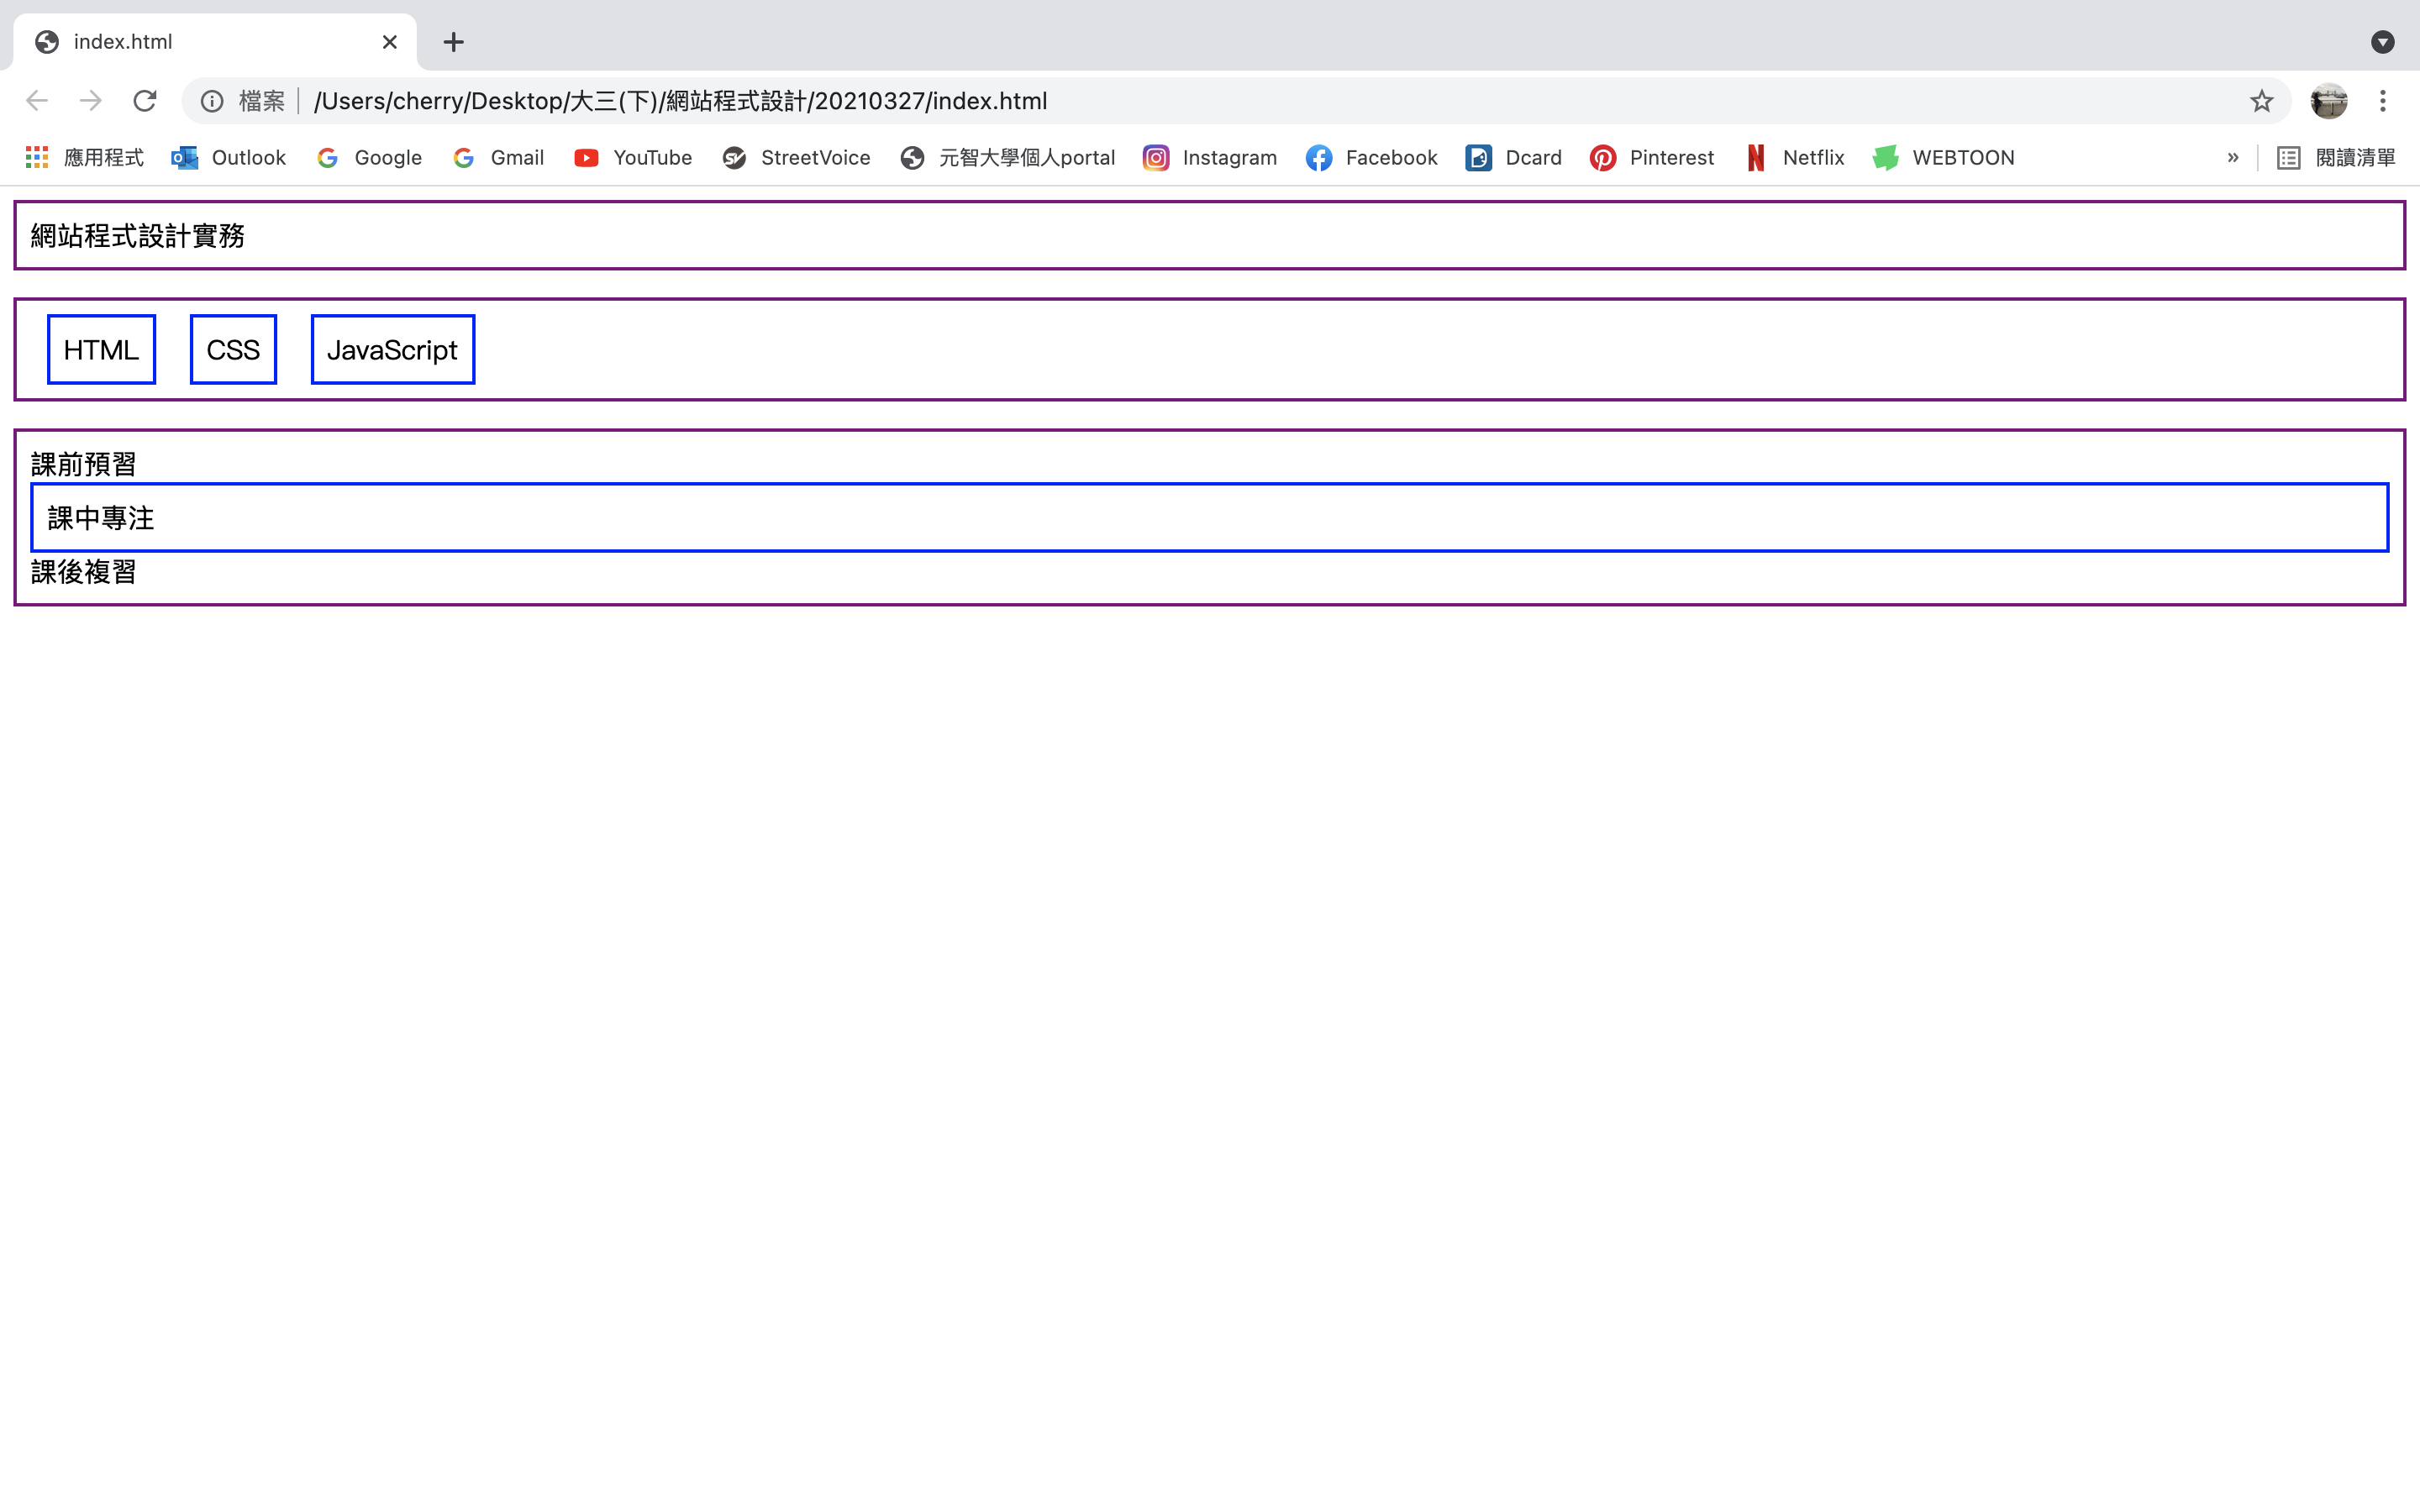 index.html
檔案 /Users/cherry/Desktop/大三(下)/網站程式設計/20210327/index.html
應用程式 Outlook Google Gmail YouTube StreetVoice 元智大學個人portal Instagram Facebook Dcard Pinterest Netflix WEBTOON » 閱讀清單
網站程式設計實務
HTML CSS JavaScript
課前預習
課中專注
課後複習